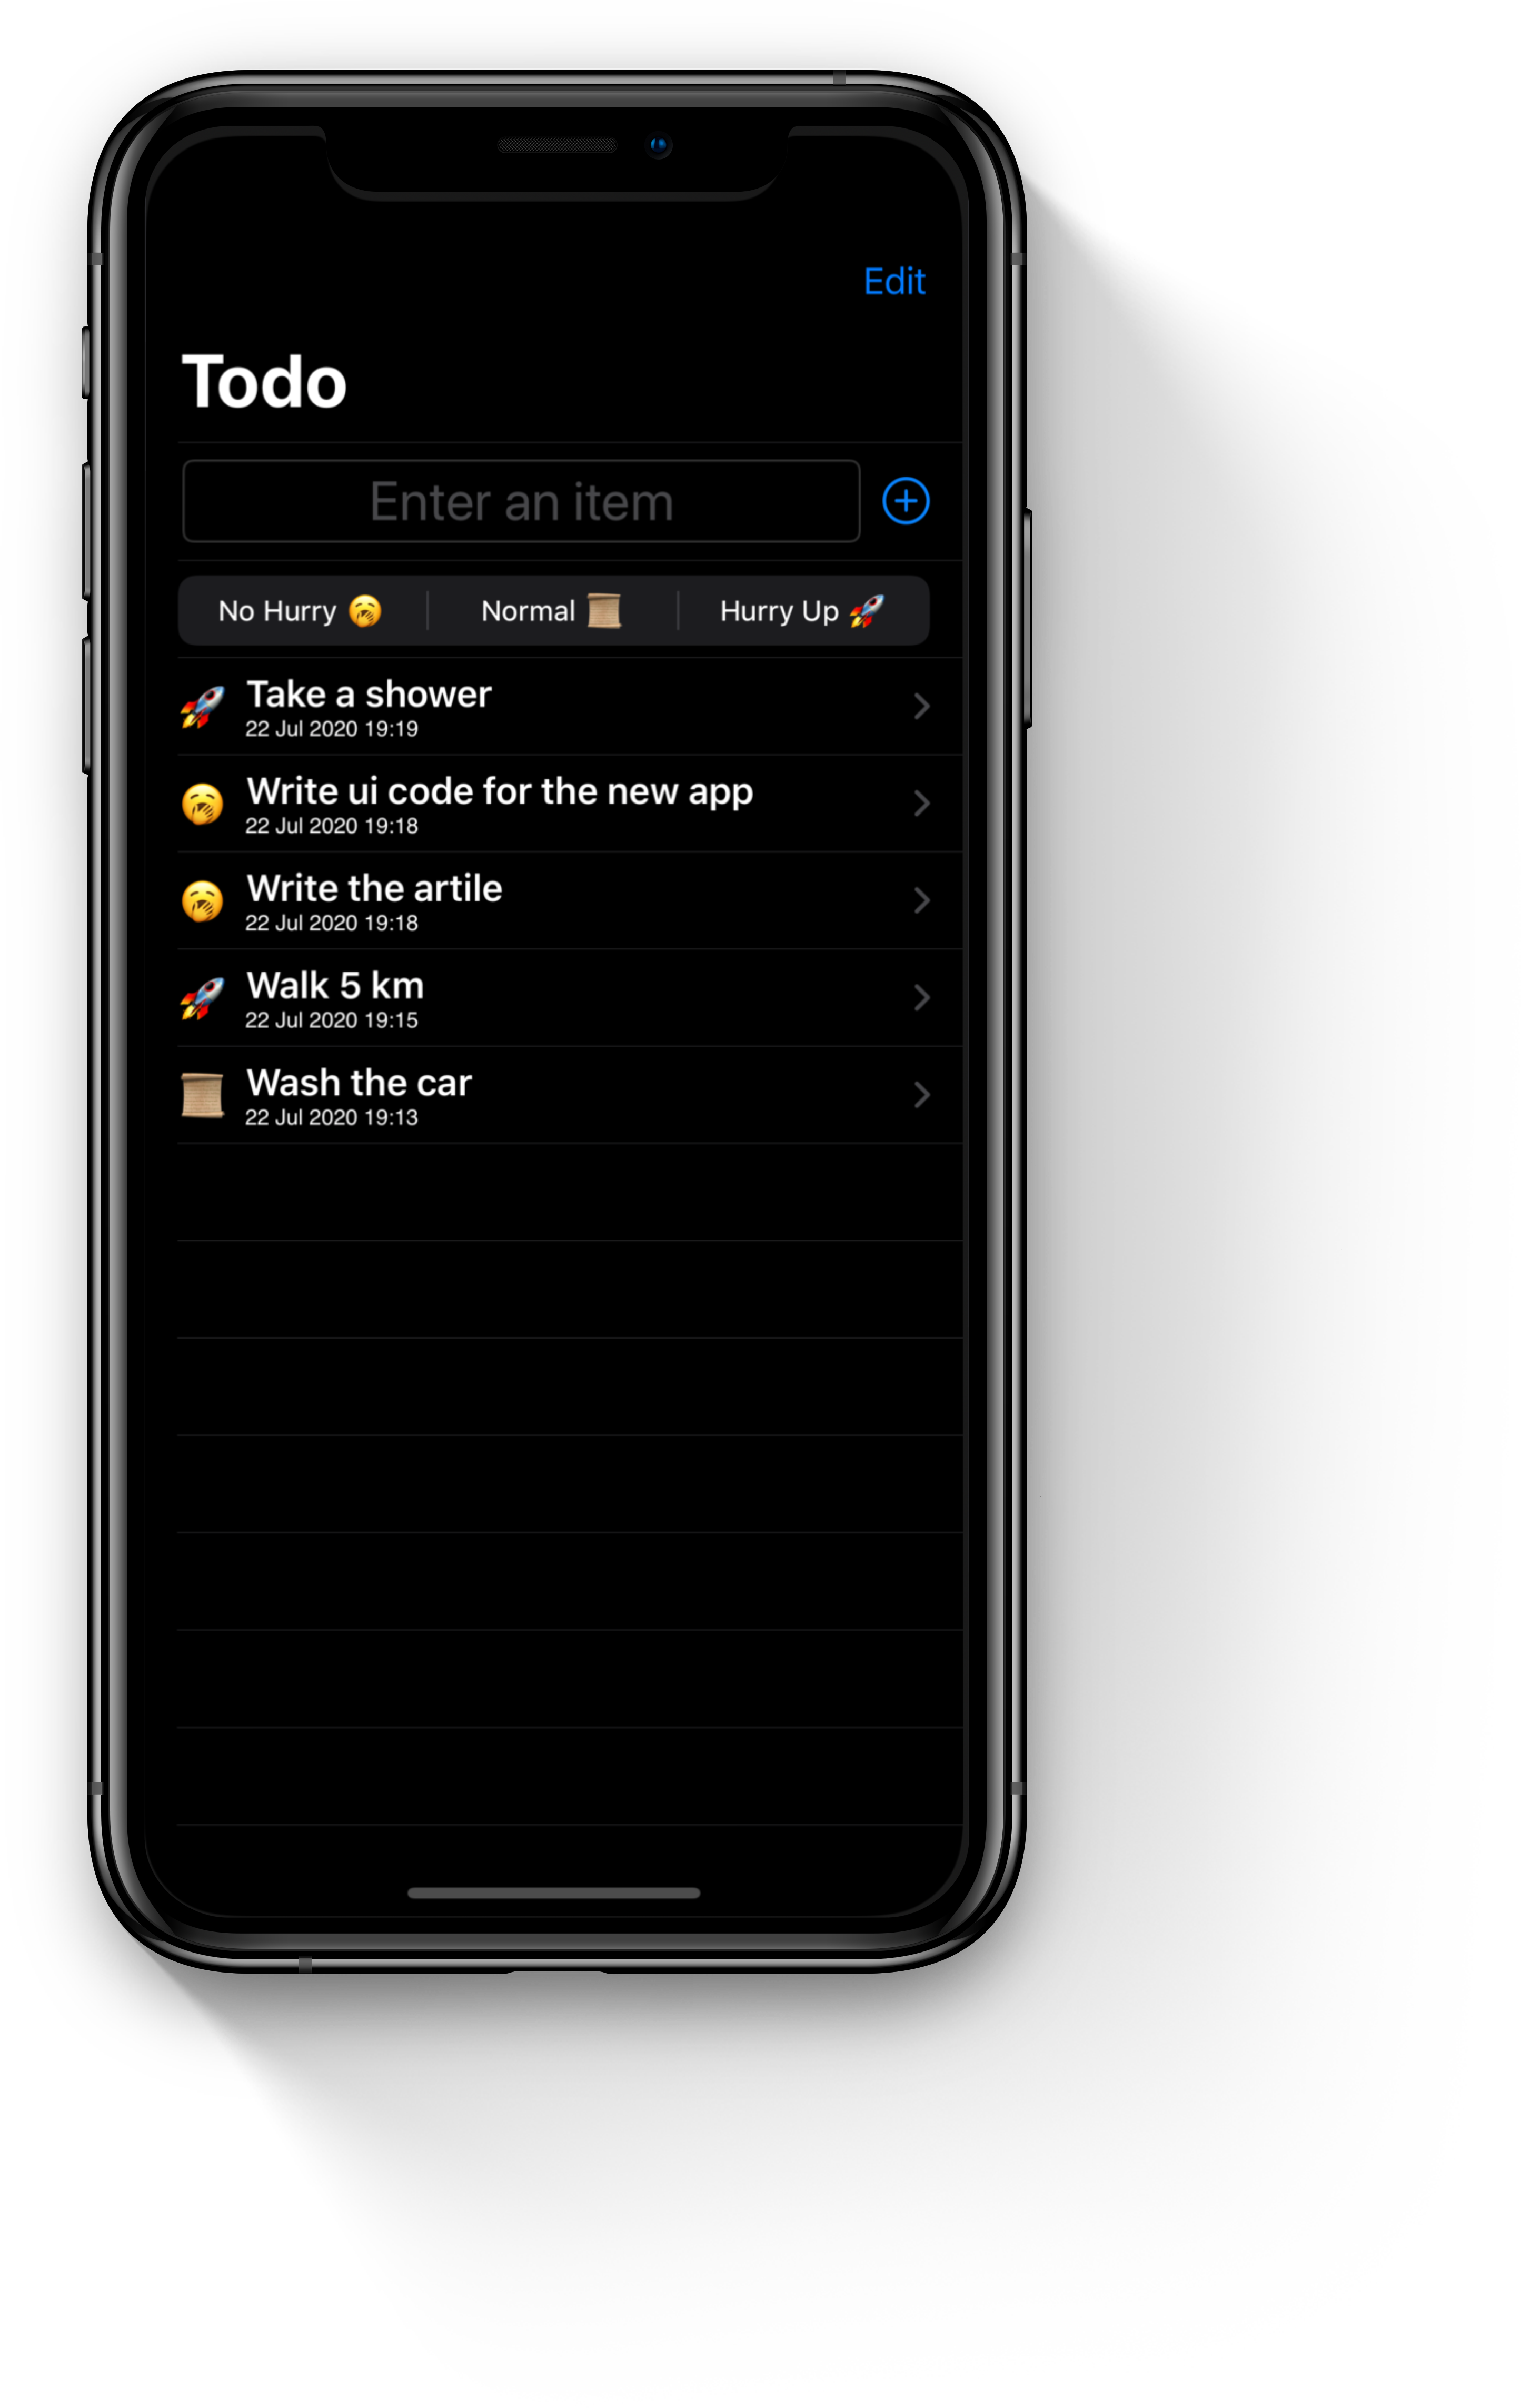 Edit
Todo
Enter an item
No Hurry 🥱 Normal 📜 Hurry Up 🚀
🚀 Take a shower
22 Jul 2020 19:19
🥱 Write ui code for the new app
22 Jul 2020 19:18
🥱 Write the artile
22 Jul 2020 19:18
🚀 Walk 5 km
22 Jul 2020 19:15
📜 Wash the car
22 Jul 2020 19:13